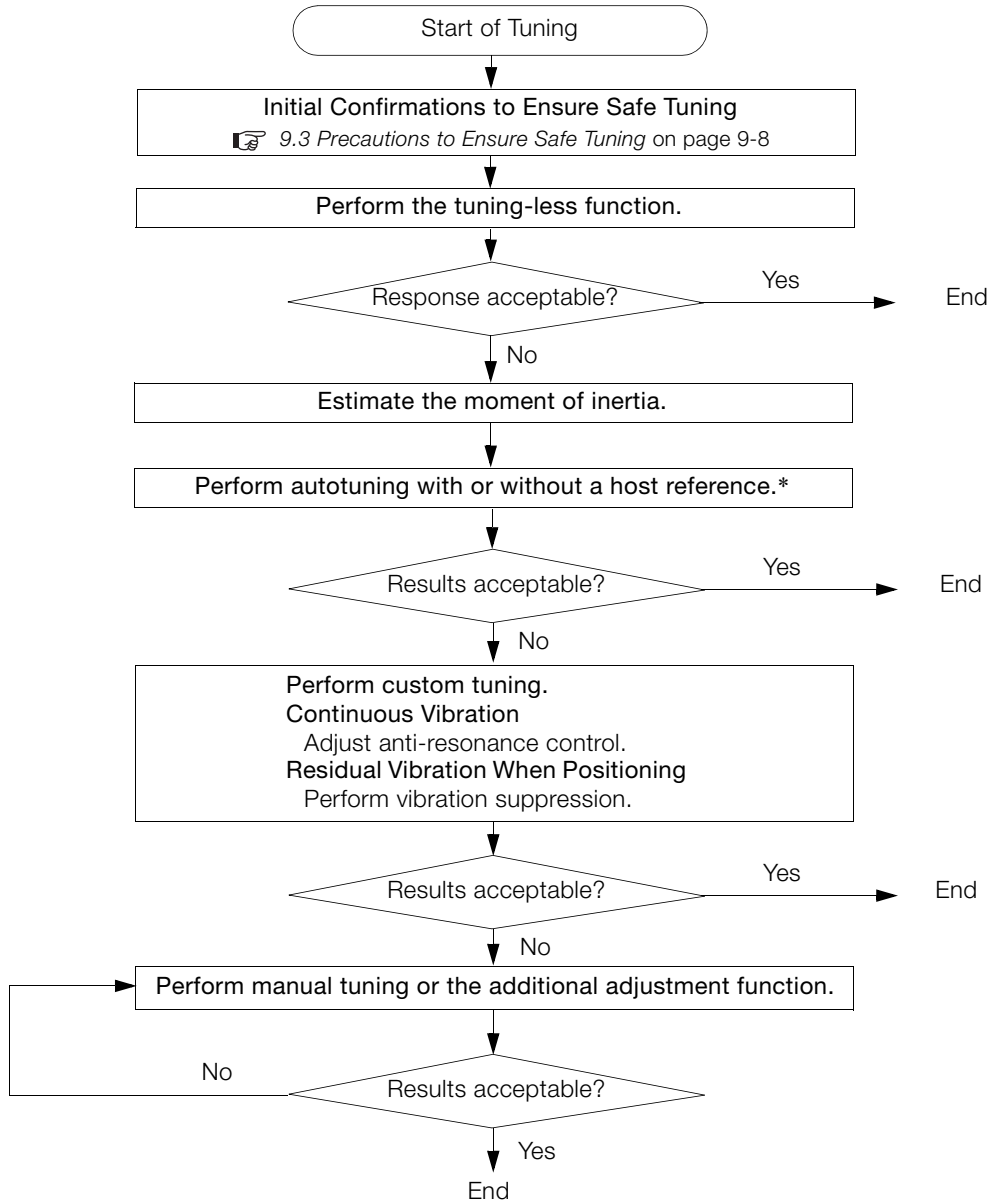 Start of Tuning
Initial Confirmations to Ensure Safe Tuning
9.3 Precautions to Ensure Safe Tuning on page 9-8
Perform the tuning-less function.
Response acceptable?
Yes
End
No
Estimate the moment of inertia.
Perform autotuning with or without a host reference.*
Results acceptable?
Yes
End
No
Perform custom tuning.
Continuous Vibration
Adjust anti-resonance control.
Residual Vibration When Positioning
Perform vibration suppression.
Results acceptable?
Yes
End
No
Perform manual tuning or the additional adjustment function.
No
Results acceptable?
Yes
End